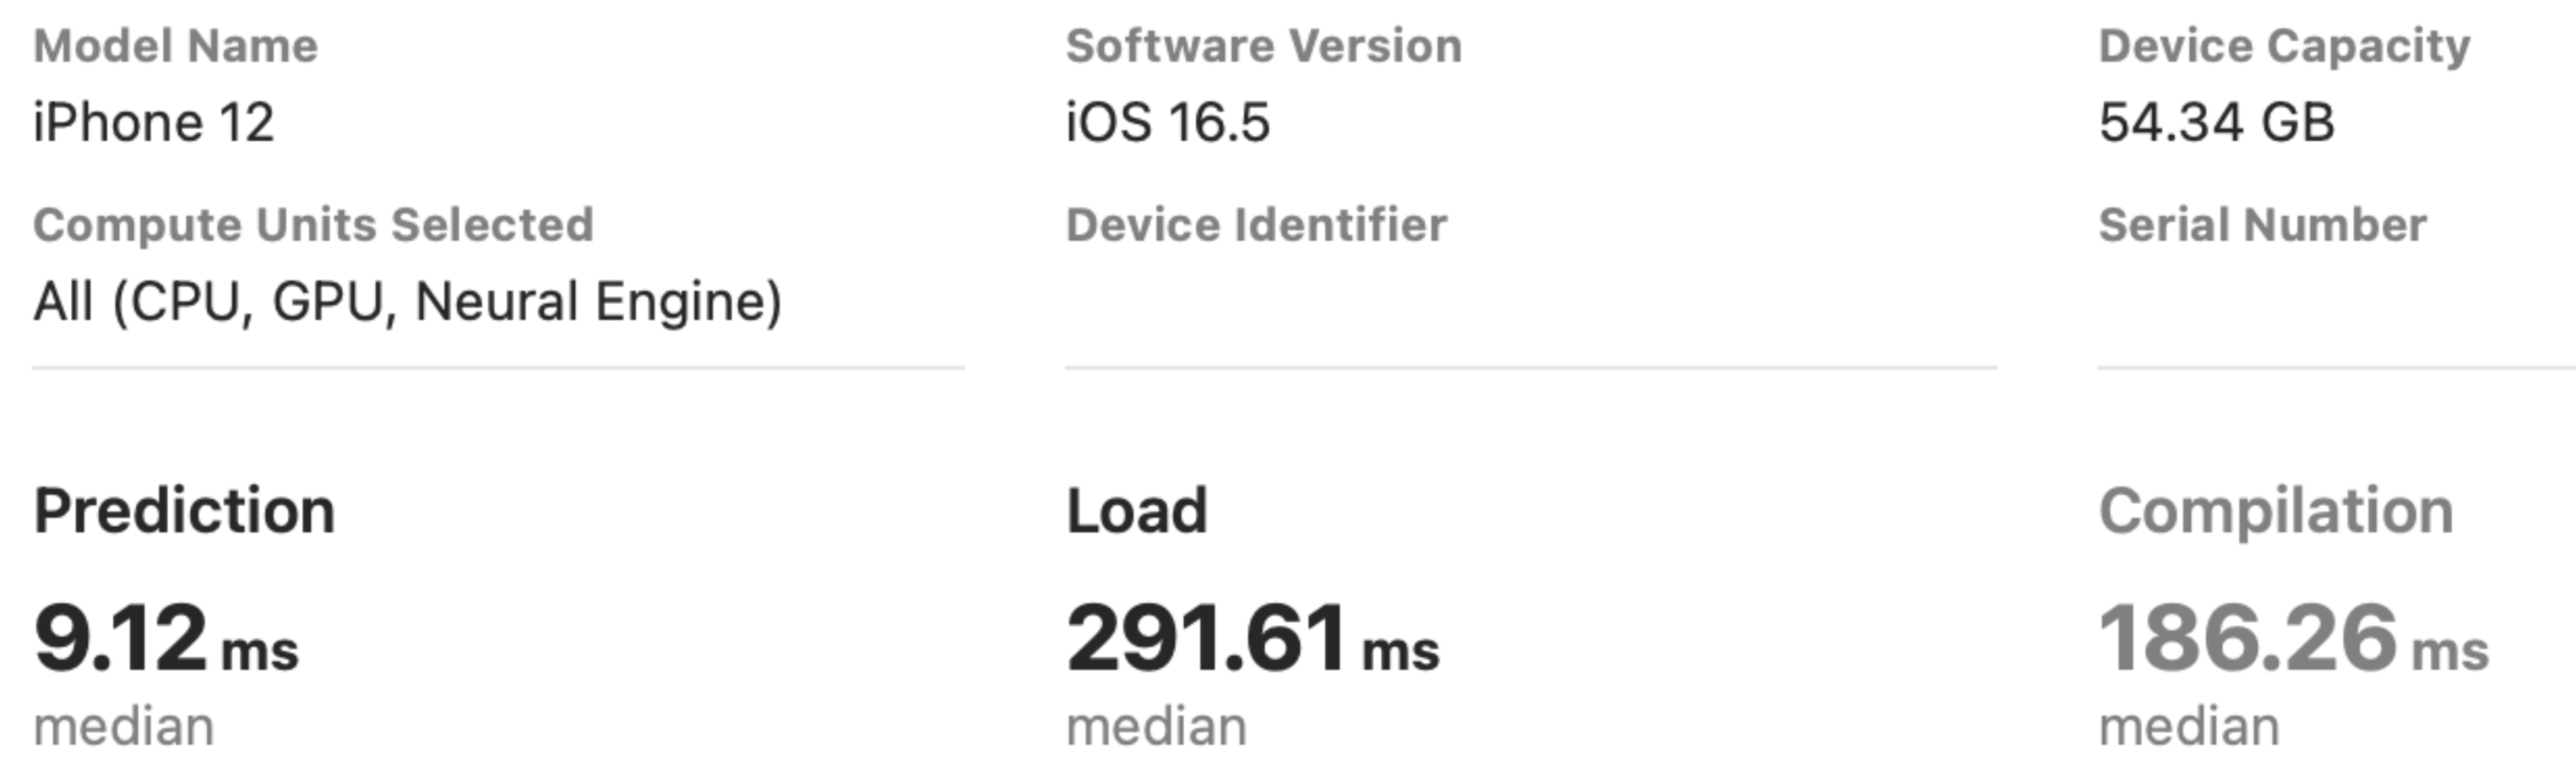 Model Name
iPhone 12
Software Version
iOS 16.5
Device Capacity
54.34 GB
Compute Units Selected
All (CPU, GPU, Neural Engine)
Device Identifier
Serial Number
Prediction
9.12 ms
median
Load
291.61 ms
median
Compilation
186.26 ms
median